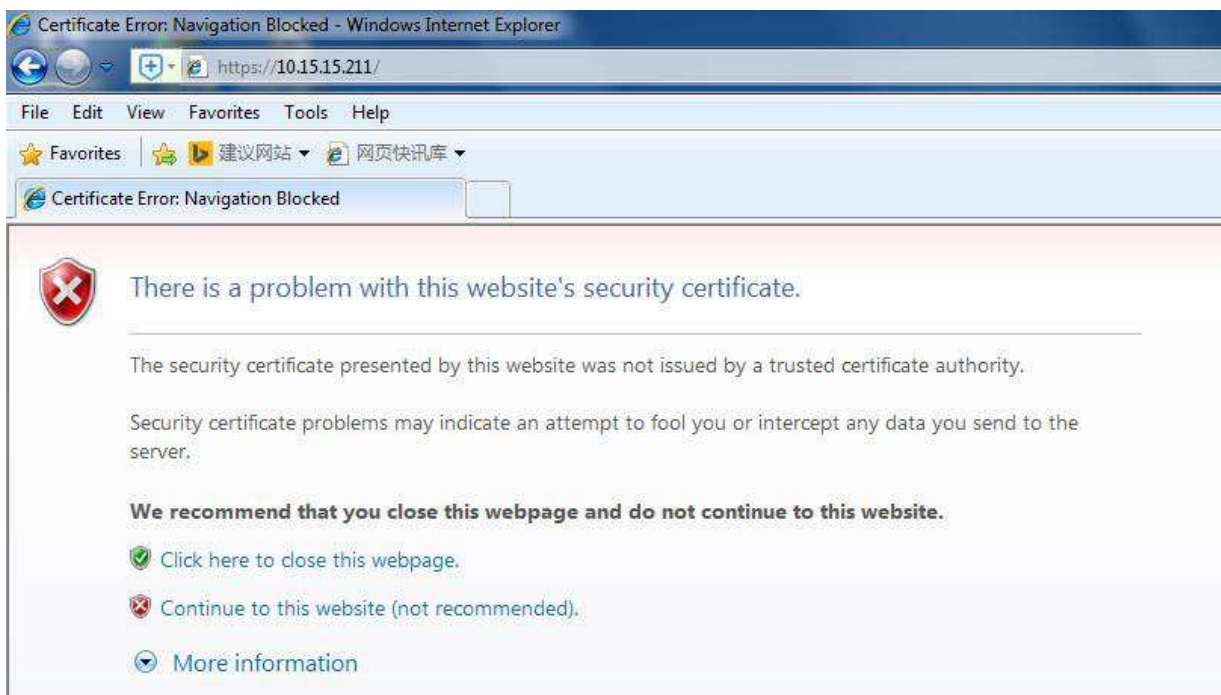 Certificate Error: Navigation Blocked - Windows Internet Explorer
https://10.15.15.211/
File Edit View Favorites Tools Help
Favorites 建议网站 网页快讯库
Certificate Error: Navigation Blocked
There is a problem with this website's security certificate.
The security certificate presented by this website was not issued by a trusted certificate authority.
Security certificate problems may indicate an attempt to fool you or intercept any data you send to the
server.
We recommend that you close this webpage and do not continue to this website.
Click here to close this webpage.
Continue to this website (not recommended).
More information